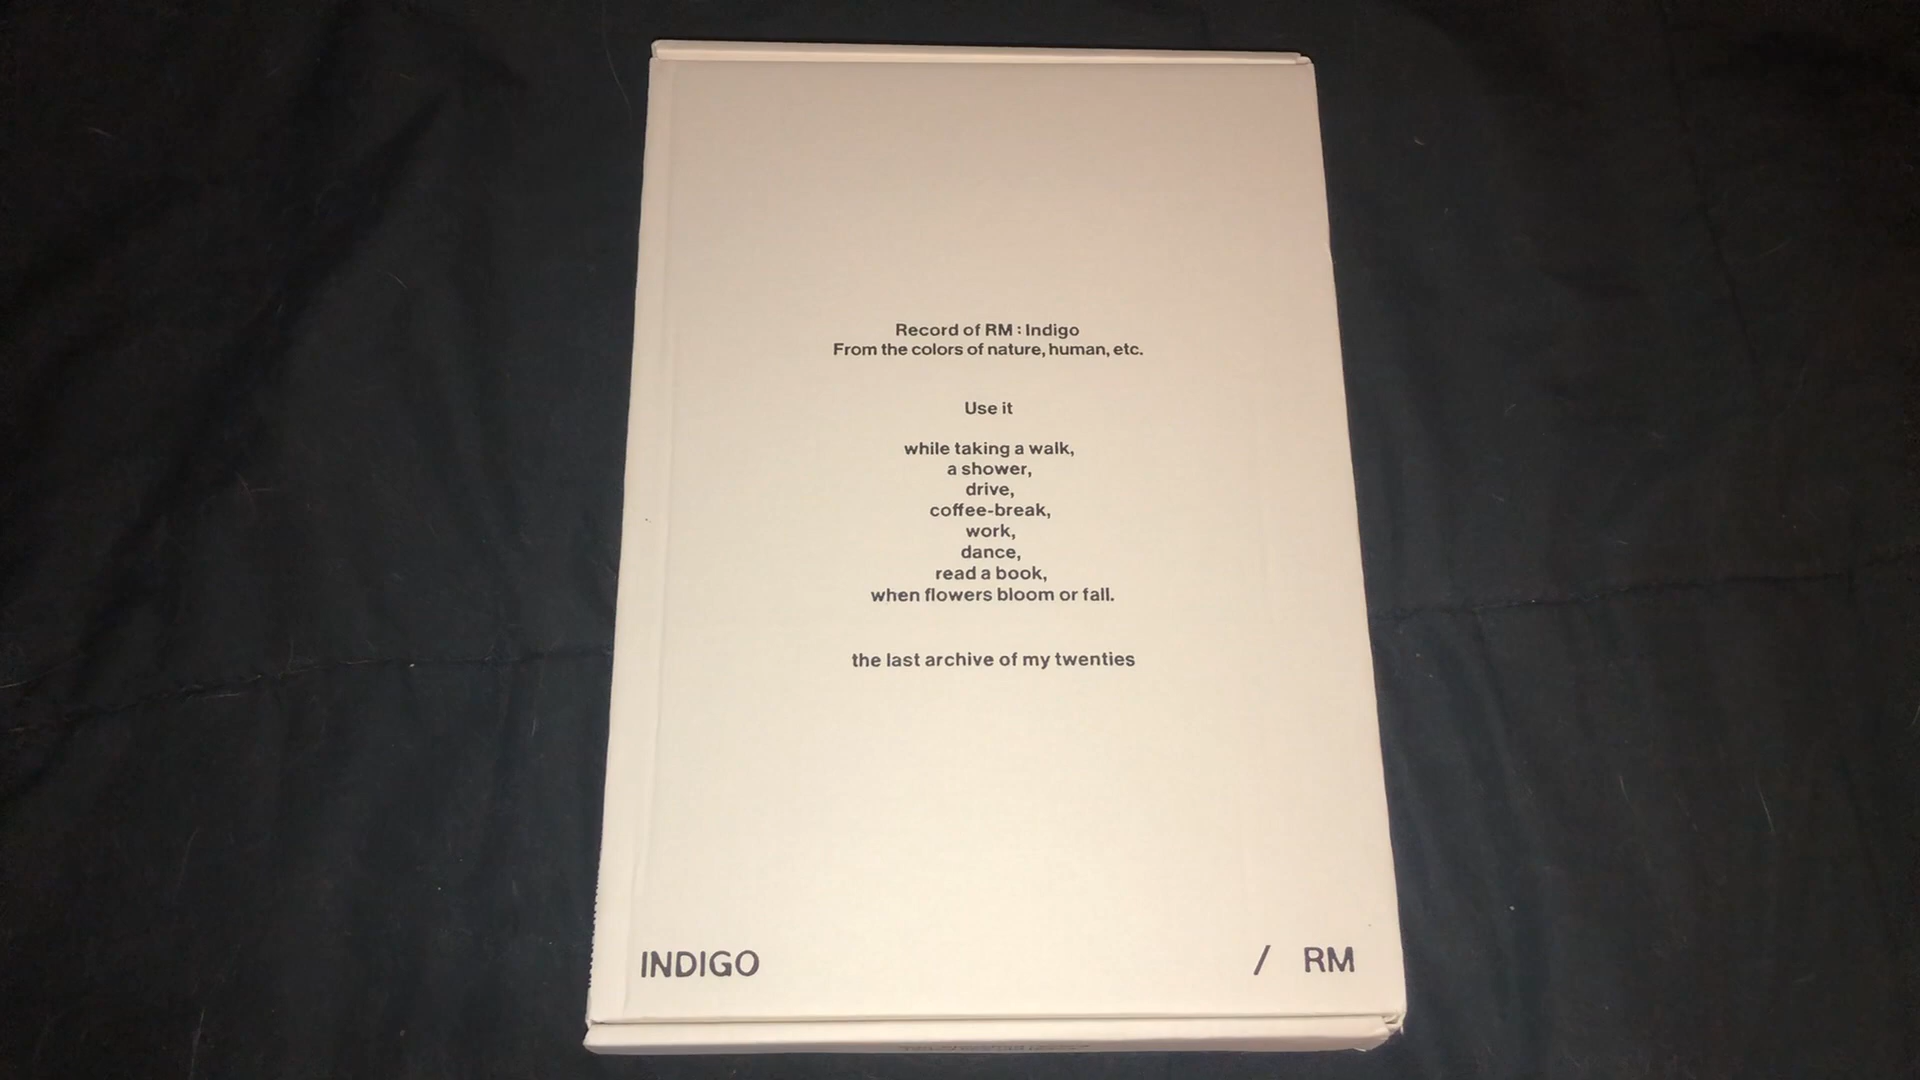 Record of RM : Indigo
From the colors of nature, human, etc.
Use it
while taking a walk,
a shower,
drive,
coffee-break,
work,
dance,
read a book,
when flowers bloom or fall.
the last archive of my twenties
INDIGO / RM